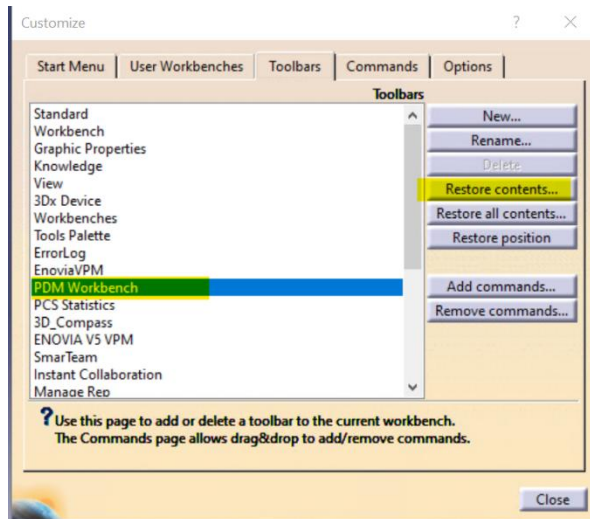 Customize ? ×
Start Menu User Workbenches Toolbars Commands Options
Toolbars
Standard
Workbench
Graphic Properties
Knowledge
View
3Dx Device
Workbenches
Tools Palette
ErrorLog
EnoviaVPM
PDM Workbench
PCS Statistics
3D_Compass
ENOVIA V5 VPM
SmarTeam
Instant Collaboration
Manage Rep
New...
Rename...
Delete
Restore contents...
Restore all contents...
Restore position
Add commands...
Remove commands...
? Use this page to add or delete a toolbar to the current workbench.
The Commands page allows drag&drop to add/remove commands.
Close